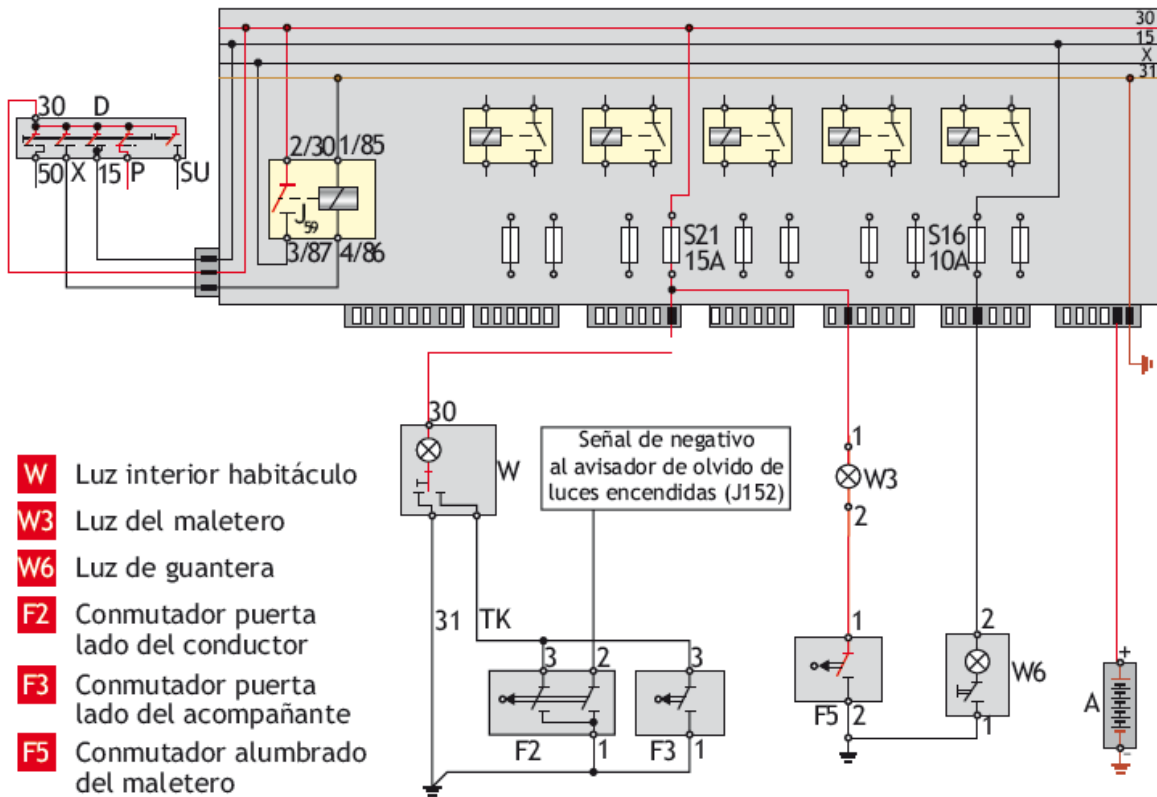 30
15
X
31
30 D
50 X 15 P SU
2/30 1/85
J59
3/87 4/86
S21
15A
S16
10A
30
W
31
TK
Señal de negativo
al avisador de olvido de
luces encendidas (J152)
1
W3
2
3 2
F2
1
3
F3
1
1
F5
2
2
W6
1
+
A
-
W Luz interior habitáculo
W3 Luz del maletero
W6 Luz de guantera
F2 Conmutador puerta
lado del conductor
F3 Conmutador puerta
lado del acompañante
F5 Conmutador alumbrado
del maletero